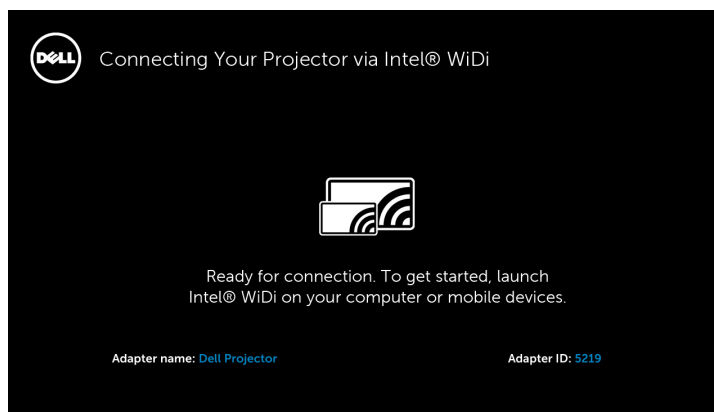 DELL
Connecting Your Projector via Intel® WiDi
Ready for connection. To get started, launch
Intel® WiDi on your computer or mobile devices.
Adapter name: Dell Projector
Adapter ID: 5219